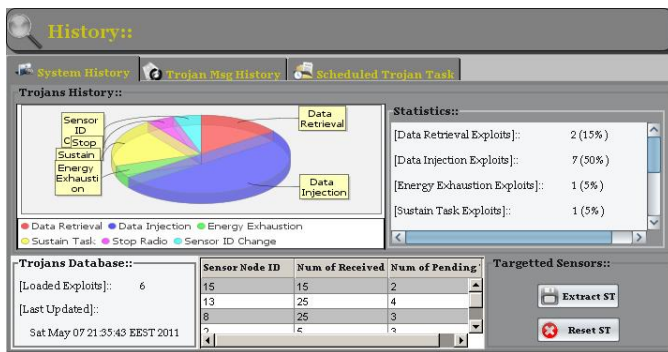 History::
System History
Trojan Msg History
Scheduled Trojan Task
Trojans History::
Sensor
ID
C
Stop
Sustain
Energy
Exhausti
on
Data
Retrieval
Data
Injection
Data Retrieval
Data Injection
Energy Exhaustion
Sustain Task
Stop Radio
Sensor ID Change
Statistics::
[Data Retrieval Exploits]:: 2 (15%)
[Data Injection Exploits]:: 7 (50%)
[Energy Exhaustion Exploits]:: 1 (5%)
[Sustain Task Exploits]:: 1 (5%)
Trojans Database::
[Loaded Exploits]:: 6
[Last Updated]::
Sat May 07 21:35:43 EEST 2011
Sensor Node ID Num of Received Num of Pending
15 15 2
13 25 4
8 25 3
2 5 3
Targetted Sensors::
Extract ST
Reset ST